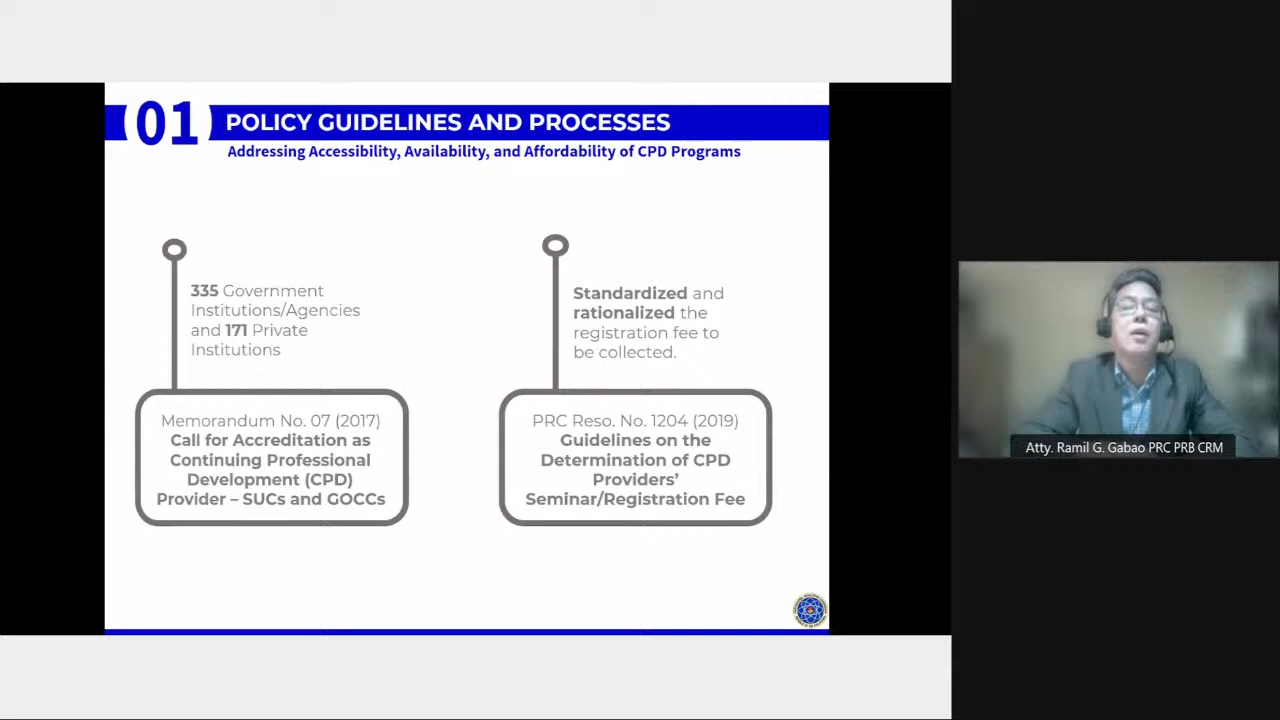 01
POLICY GUIDELINES AND PROCESSES
Addressing Accessibility, Availability, and Affordability of CPD Programs
335 Government
Institutions/Agencies
and 171 Private
Institutions
Memorandum No. 07 (2017)
Call for Accreditation as
Continuing Professional
Development (CPD)
Provider – SUCs and GOCCs
Standardized and
rationalized the
registration fee to
be collected.
PRC Reso. No. 1204 (2019)
Guidelines on the
Determination of CPD
Providers’
Seminar/Registration Fee
Atty. Ramil G. Gabao PRC PRB CRM